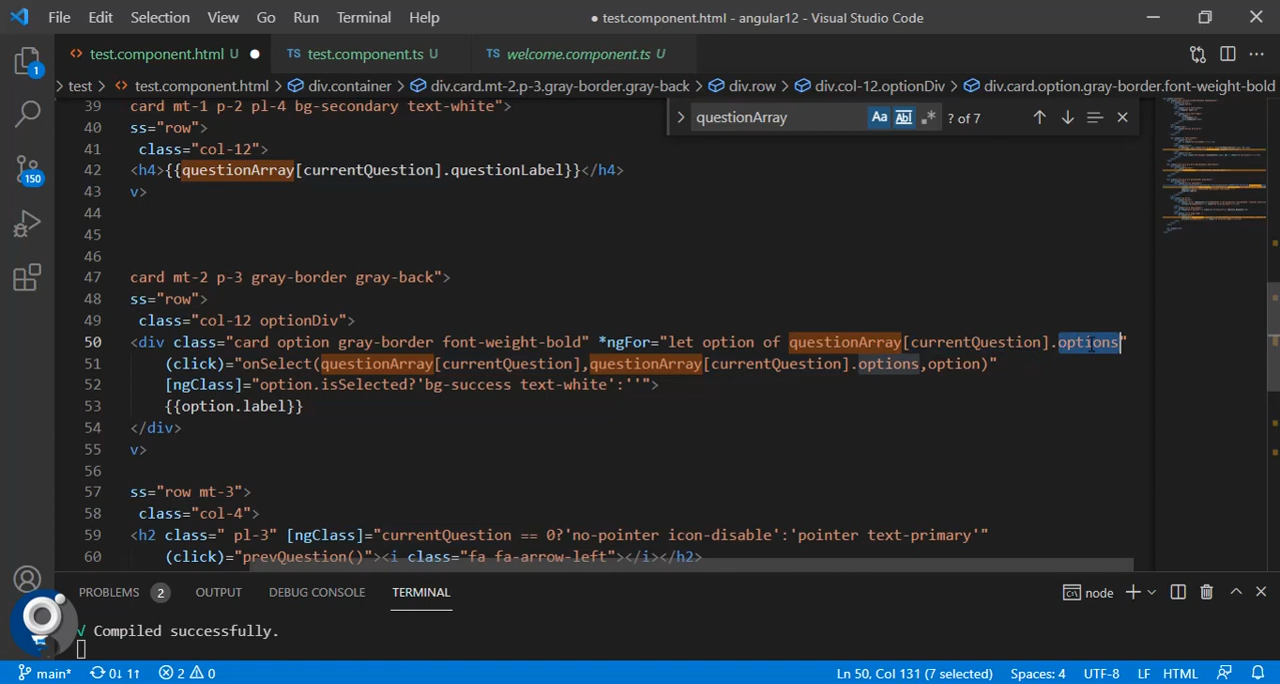 File Edit Selection View Go Run Terminal Help
● test.component.html - angular12 - Visual Studio Code
test.component.html U ●
TS test.component.ts U
TS welcome.component.ts U
> test > test.component.html > div.container > div.card.mt-2.p-3.gray-border.gray-back > div.row > div.col-12.optionDiv > div.card.option.gray-border.font-weight-bold
questionArray Aa Abl .* ? of 7
39 card mt-1 p-2 pl-4 bg-secondary text-white">
40 ss="row">
41 class="col-12">
42 <h4>{{questionArray[currentQuestion].questionLabel}}</h4>
43 v>
44
45
46
47 card mt-2 p-3 gray-border gray-back">
48 ss="row">
49 class="col-12 optionDiv">
50 <div class="card option gray-border font-weight-bold" *ngFor="let option of questionArray[currentQuestion].options"
51 (click)="onSelect(questionArray[currentQuestion],questionArray[currentQuestion].options,option)"
52 [ngClass]="option.isSelected?'bg-success text-white':''">
53 {{option.label}}
54 </div>
55 v>
56
57 ss="row mt-3">
58 class="col-4">
59 <h2 class=" pl-3" [ngClass]="currentQuestion == 0?'no-pointer icon-disable':'pointer text-primary'"
60 (click)="prevQuestion()"><i class="fa fa-arrow-left"></i></h2>
1
150
PROBLEMS 2 OUTPUT DEBUG CONSOLE TERMINAL
node
√ Compiled successfully.
main* 0↓ 1↑ 2 0
Ln 50, Col 131 (7 selected) Spaces: 4 UTF-8 LF HTML